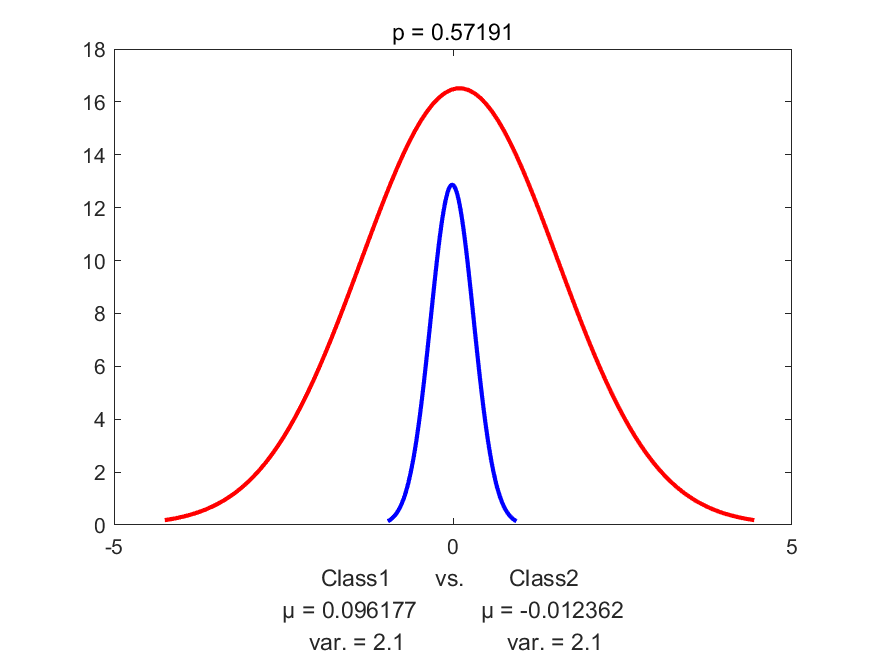 p = 0.57191
18
16
14
12
10
8
6
4
2
0
-5 0 5
Class1 vs. Class2
µ = 0.096177 µ = -0.012362
var. = 2.1 var. = 2.1